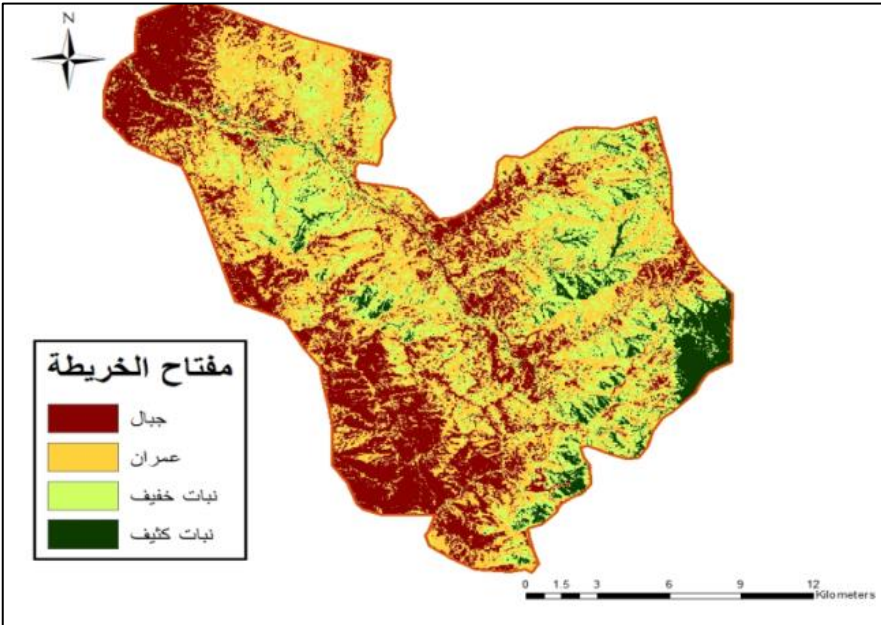 N
مفتاح الخريطة
جبال
عمران
نبات خفيف
نبات كثيف
0 1.5 3 6 9 12
Kilometers